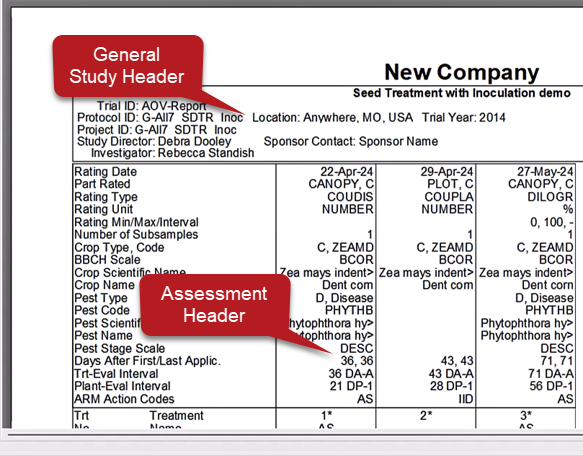 General
Study Header
New Company
Seed Treatment with Inoculation demo
Trial ID: AOV-Report
Protocol ID: G-All7 SDTR Inoc Location: Anywhere, MO, USA Trial Year: 2014
Project ID: G-All7 SDTR Inoc
Study Director: Debra Dooley Sponsor Contact: Sponsor Name
Investigator: Rebecca Standish
Rating Date 22-Apr-24 29-Apr-24 27-May-24
Part Rated CANOPY, C PLOT, C CANOPY, C
Rating Type COUDIS COUPLA DILOGR
Rating Unit NUMBER NUMBER %
Rating Min/Max/Interval 0, 100, -
Number of Subsamples 1 1 1
Crop Type, Code C, ZEAMD C, ZEAMD C, ZEAMD
BBCH Scale BCOR BCOR BCOR
Crop Scientific Name Zea mays indent> Zea mays indent> Zea mays indent>
Crop Name Dent corn Dent corn Dent corn
Assessment
Header
Pest Type D, Disease D, Disease
Pest Code PHYTHB PHYTHB
Pest Scientif Phytophthora hy> Phytophthora hy>
Pest Name Phytophthora hy>
Pest Stage Scale DESC DESC
Days After First/Last Applic. 36, 36 43, 43 71, 71
Trt-Eval Interval 36 DA-A 43 DA-A 71 DA-A
Plant-Eval Interval 21 DP-1 28 DP-1 56 DP-1
ARM Action Codes AS IID AS
Trt Treatment 1* 2* 3*
No Name AS AS